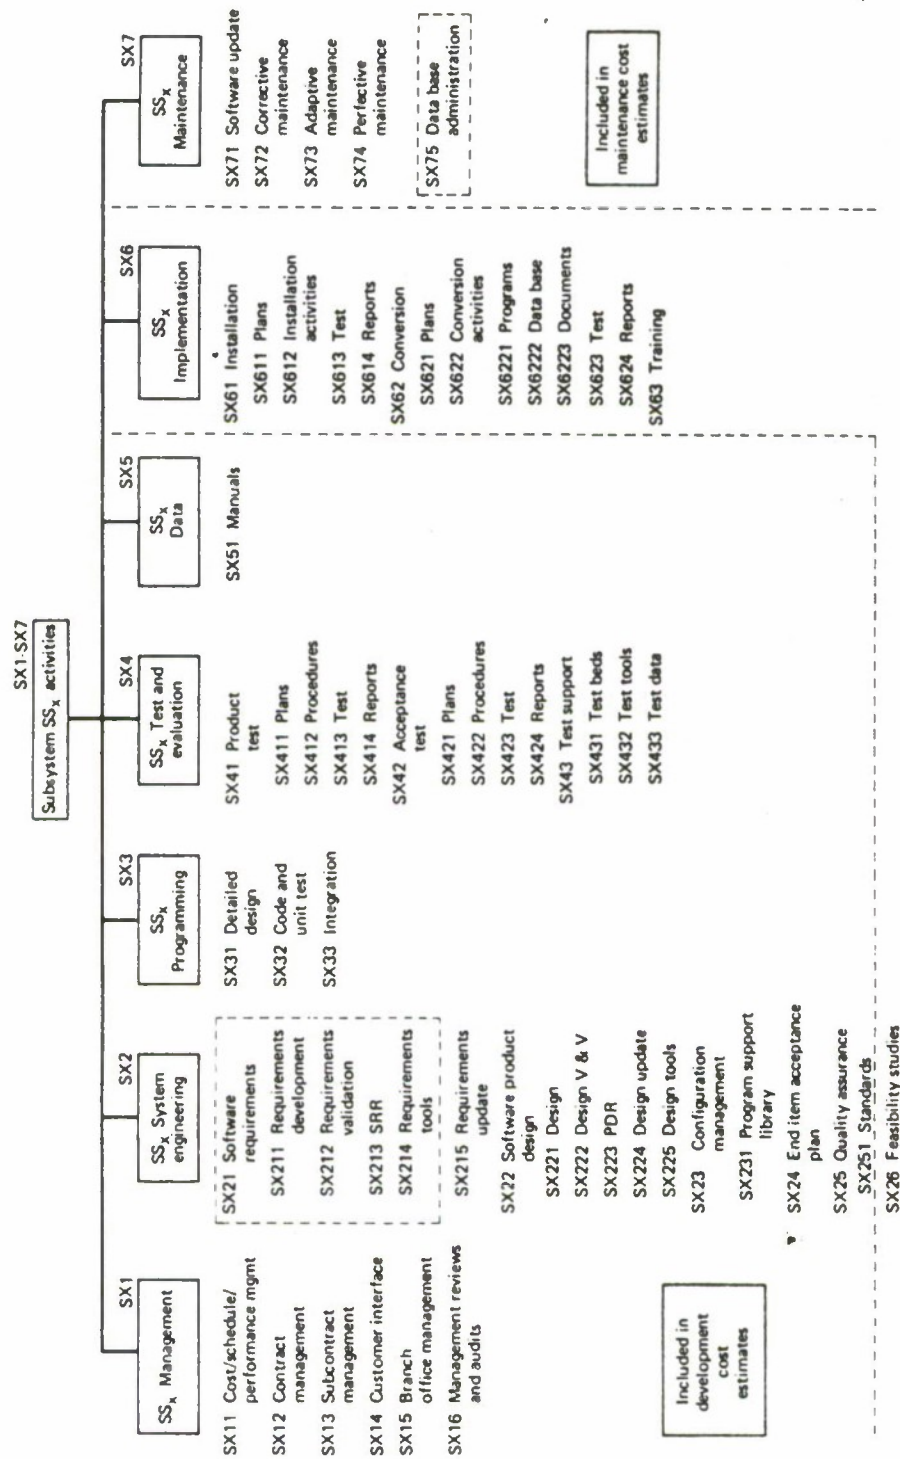 SX1-SX7
Subsystem SSx activities
SX1
SSx Management
SX11 Cost/schedule/
performance mgmt
SX12 Contract
management
SX13 Subcontract
management
SX14 Customer interface
SX15 Branch
office management
SX16 Management reviews
and audits
Included in
development cost
estimates
SX2
SSx System
engineering
SX21 Software
requirements
SX211 Requirements
development
SX212 Requirements
validation
SX213 SRR
SX214 Requirements
tools
SX215 Requirements
update
SX22 Software product
design
SX221 Design
SX222 Design V & V
SX223 PDR
SX224 Design update
SX225 Design tools
SX23 Configuration
management
SX231 Program support
library
SX24 End item acceptance
plan
SX25 Quality assurance
SX251 Standards
SX26 Feasibility studies
SX3
SSx
Programming
SX31 Detailed
design
SX32 Code and
unit test
SX33 Integration
SX4
SSx Test and
evaluation
SX41 Product
test
SX411 Plans
SX412 Procedures
SX413 Test
SX414 Reports
SX42 Acceptance
test
SX421 Plans
SX422 Procedures
SX423 Test
SX424 Reports
SX43 Test support
SX431 Test beds
SX432 Test tools
SX433 Test data
SX5
SSx
Data
SX51 Manuals
SX6
SSx
Implementation
SX61 Installation
SX611 Plans
SX612 Installation
activities
SX613 Test
SX614 Reports
SX62 Conversion
SX621 Plans
SX622 Conversion
activities
SX6221 Programs
SX6222 Data base
SX6223 Documents
SX623 Test
SX624 Reports
SX63 Training
SX7
SSx
Maintenance
SX71 Software update
SX72 Corrective
maintenance
SX73 Adaptive
maintenance
SX74 Perfective
maintenance
SX75 Data base
administration
Included in
maintenance cost
estimates